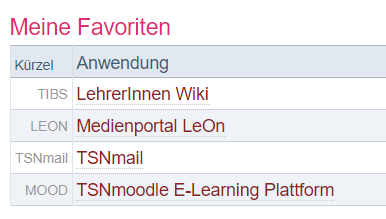 Meine Favoriten
Kürzel Anwendung
TIBS LehrerInnen Wiki
LEON Medienportal LeOn
TSNmail TSNmail
MOOD TSNmoodle E-Learning Plattform